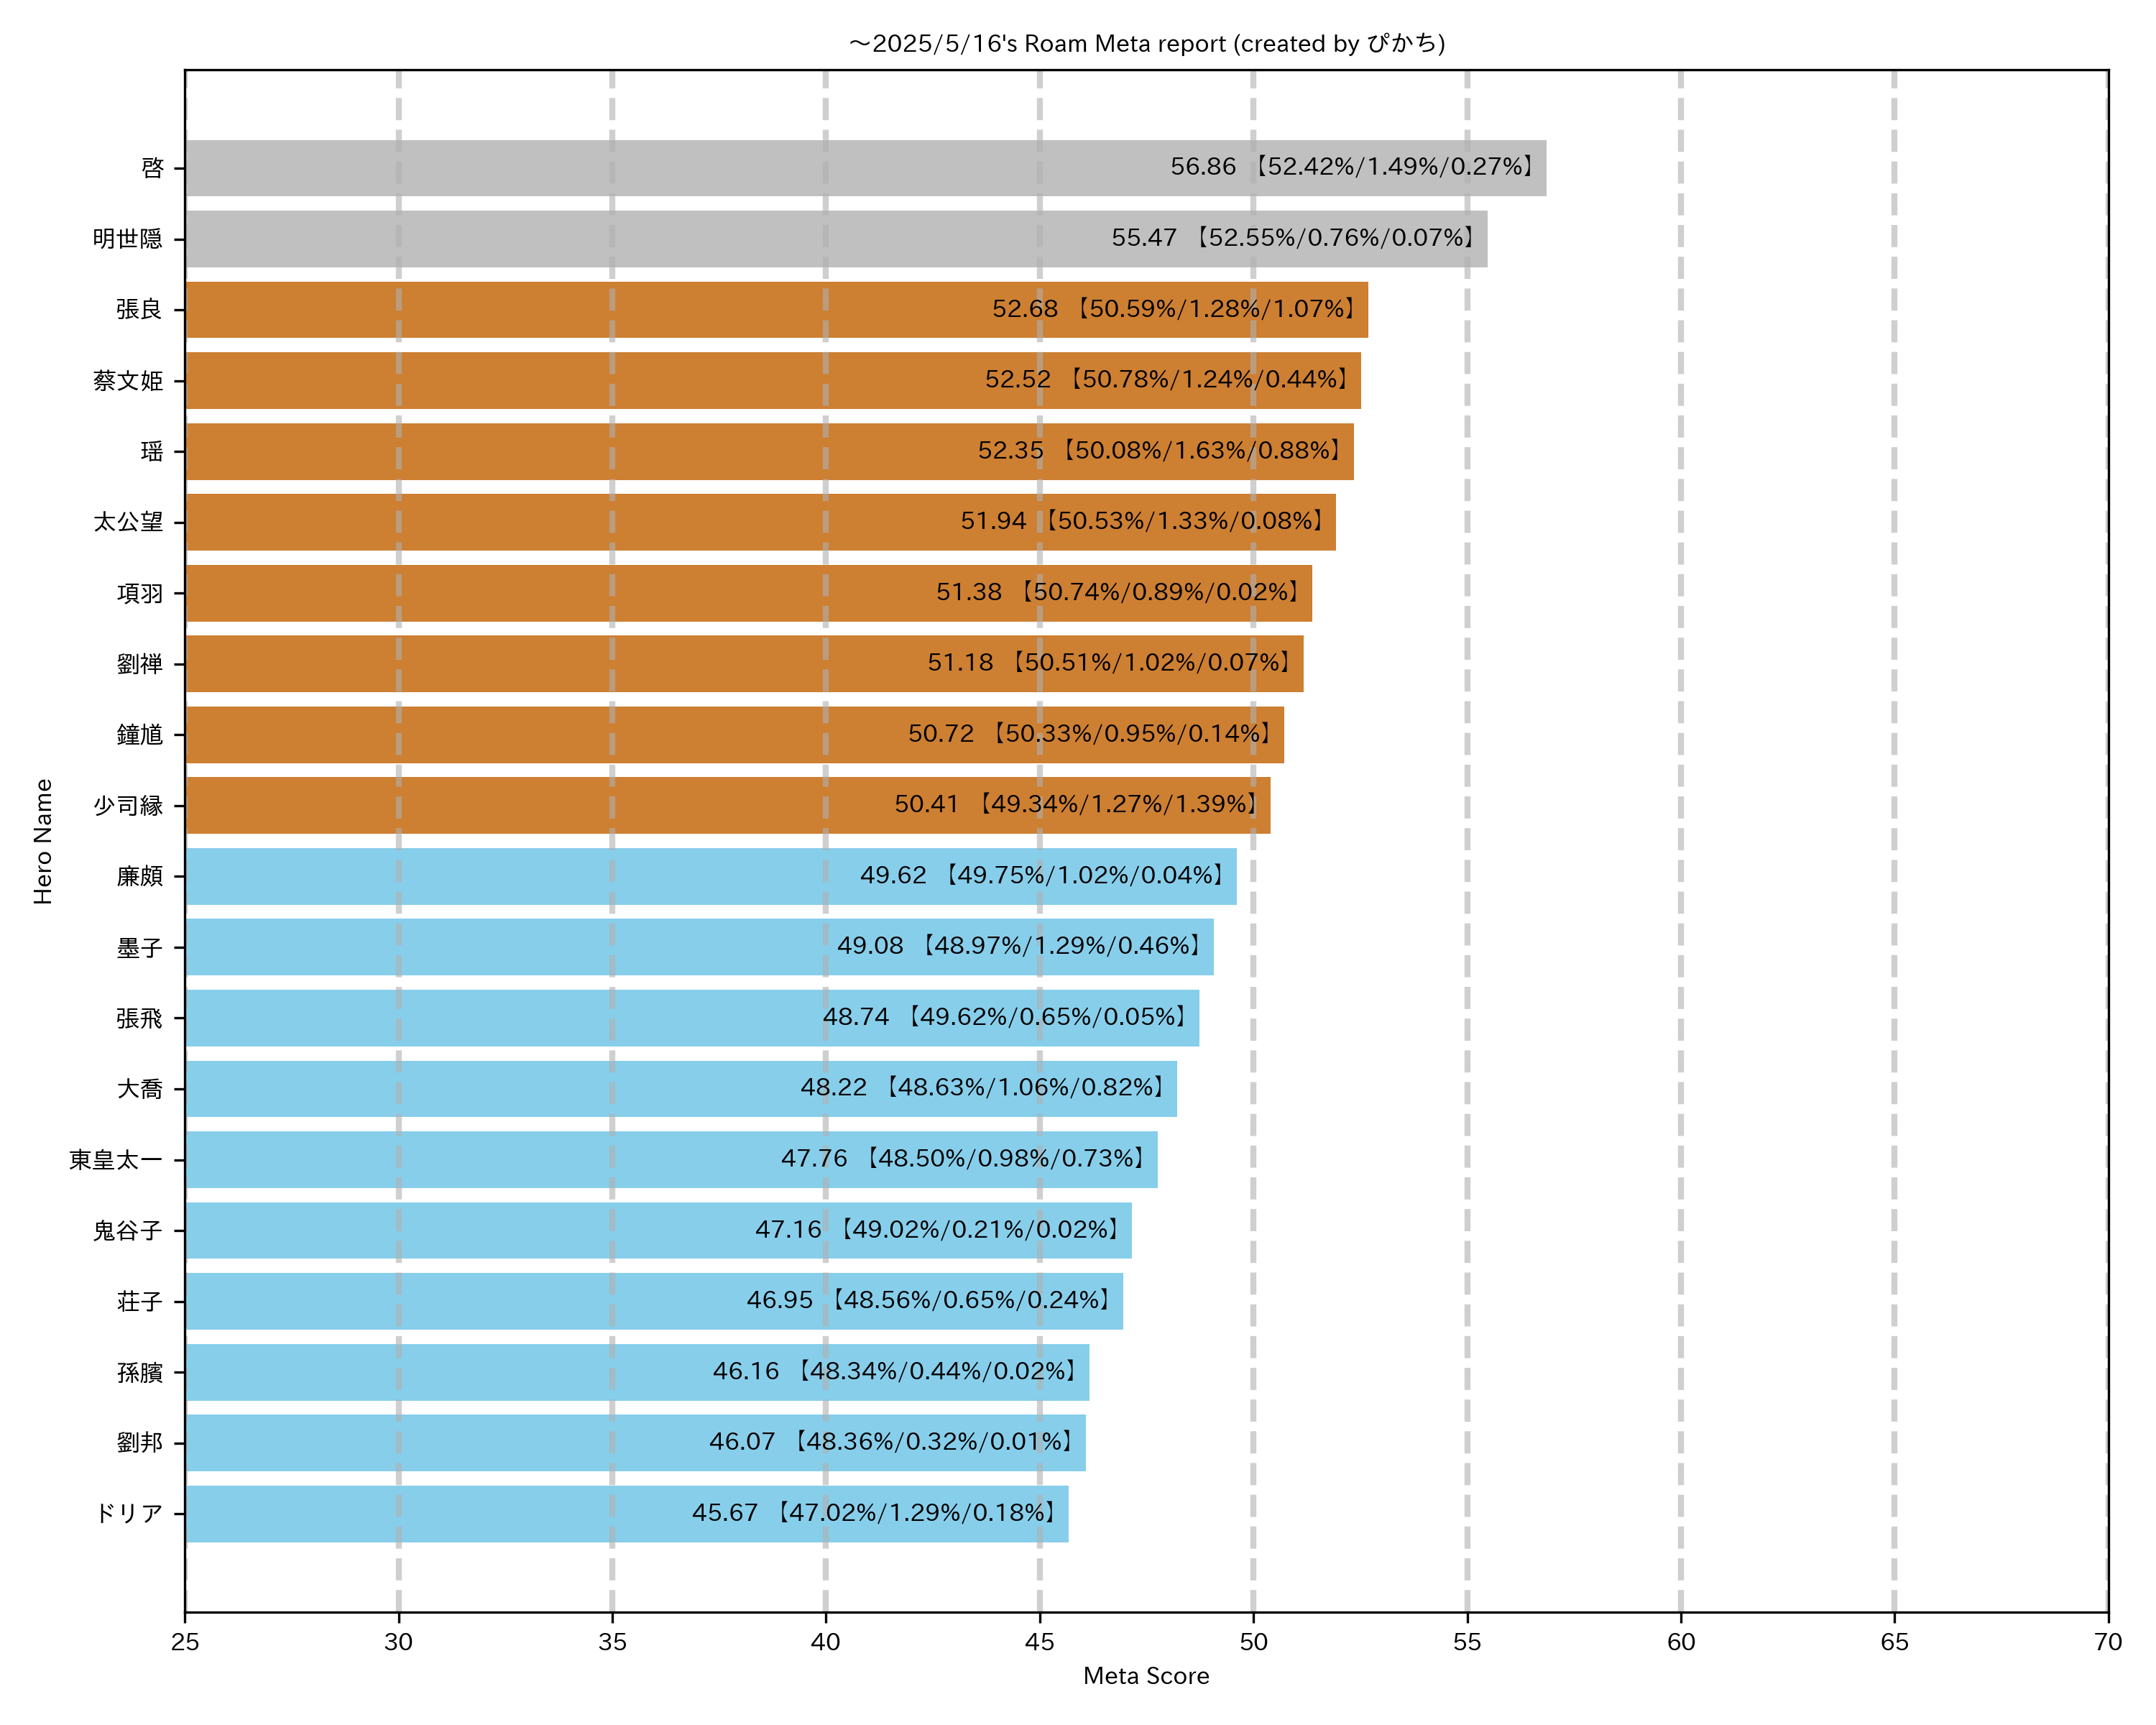 ～2025/5/16's Roam Meta report (created by ぴかち)
啓 56.86 【52.42%/1.49%/0.27%】
明世隠 55.47 【52.55%/0.76%/0.07%】
張良 52.68 【50.59%/1.28%/1.07%】
蔡文姫 52.52 【50.78%/1.24%/0.44%】
瑶 52.35 【50.08%/1.63%/0.88%】
太公望 51.94 【50.53%/1.33%/0.08%】
項羽 51.38 【50.74%/0.89%/0.02%】
劉禅 51.18 【50.51%/1.02%/0.07%】
鐘馗 50.72 【50.33%/0.95%/0.14%】
少司縁 50.41 【49.34%/1.27%/1.39%】
廉頗 49.62 【49.75%/1.02%/0.04%】
墨子 49.08 【48.97%/1.29%/0.46%】
張飛 48.74 【49.62%/0.65%/0.05%】
大喬 48.22 【48.63%/1.06%/0.82%】
東皇太一 47.76 【48.50%/0.98%/0.73%】
鬼谷子 47.16 【49.02%/0.21%/0.02%】
荘子 46.95 【48.56%/0.65%/0.24%】
孫臏 46.16 【48.34%/0.44%/0.02%】
劉邦 46.07 【48.36%/0.32%/0.01%】
ドリア 45.67 【47.02%/1.29%/0.18%】
Hero Name
25 30 35 40 45 50 55 60 65 70
Meta Score